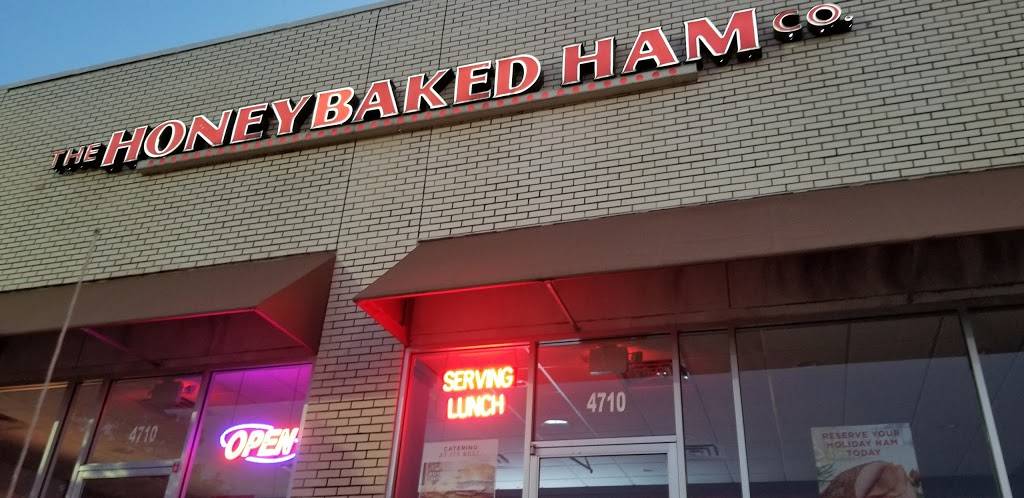 THE HONEYBAKED HAM CO.
SERVING
LUNCH
4710
4710
OPEN
CATERING
RESERVE YOUR
HOLIDAY HAM
TODAY